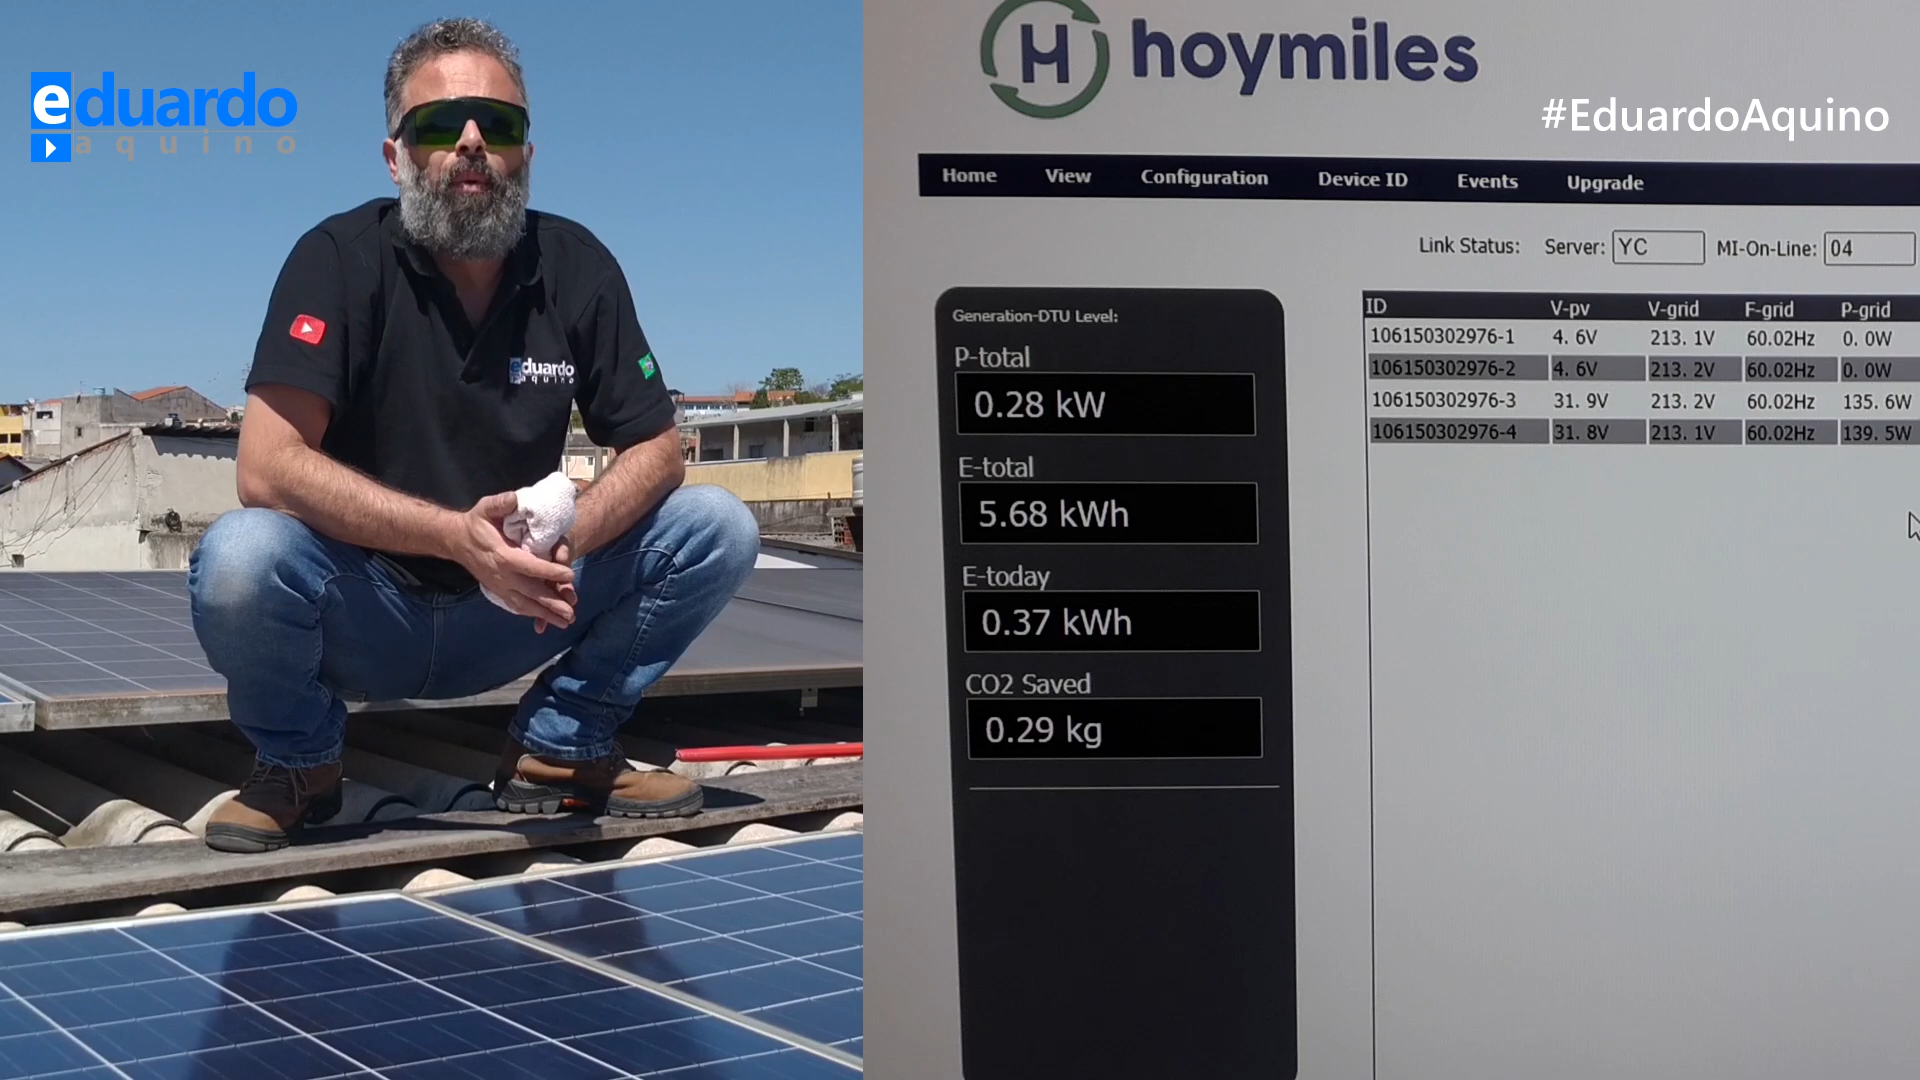 eduardo
aquino
eduardo
aquino
hoymiles
#EduardoAquino
Home View Configuration Device ID Events Upgrade
Link Status: Server: YC MI-On-Line: 04
Generation-DTU Level:
P-total
0.28 kW
E-total
5.68 kWh
E-today
0.37 kWh
CO2 Saved
0.29 kg
ID V-pv V-grid F-grid P-grid
106150302976-1 4. 6V 213. 1V 60.02Hz 0. 0W
106150302976-2 4. 6V 213. 2V 60.02Hz 0. 0W
106150302976-3 31. 9V 213. 2V 60.02Hz 135. 6W
106150302976-4 31. 8V 213. 1V 60.02Hz 139. 5W